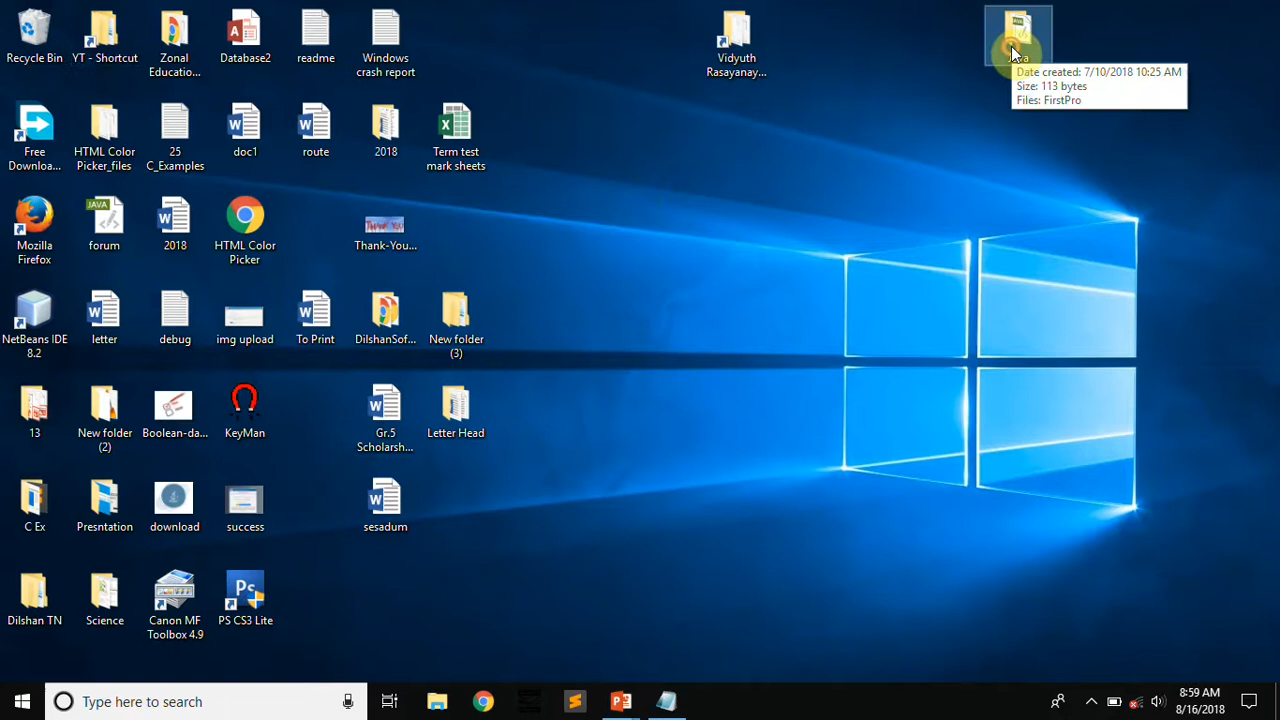 Recycle Bin
YT - Shortcut
Zonal
Educatio...
Database2
readme
Windows
crash report
Vidyuth
Rasayanay...
Date created: 7/10/2018 10:25 AM
Size: 113 bytes
Files: FirstPro
Free
Downloa...
HTML Color
Picker_files
25
C_Examples
doc1
route
2018
Term test
mark sheets
Mozilla
Firefox
JAVA
forum
2018
HTML Color
Picker
Thank-You...
NetBeans IDE
8.2
letter
debug
img upload
To Print
DilshanSof...
New folder
(3)
13
New folder
(2)
Boolean-da...
KeyMan
Gr.5
Scholarsh...
Letter Head
C Ex
Presntation
download
success
sesadum
Dilshan TN
Science
Canon MF
Toolbox 4.9
Ps
PS CS3 Lite
Type here to search
8:59 AM
8/16/2018